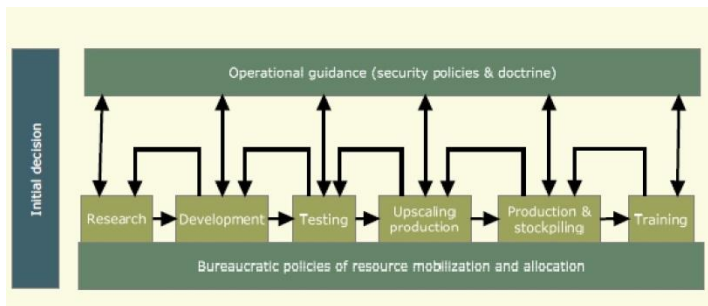 Initial decision
Operational guidance (security policies & doctrine)
Research
Development
Testing
Upscaling
production
Production &
stockpiling
Training
Bureaucratic policies of resource mobilization and allocation